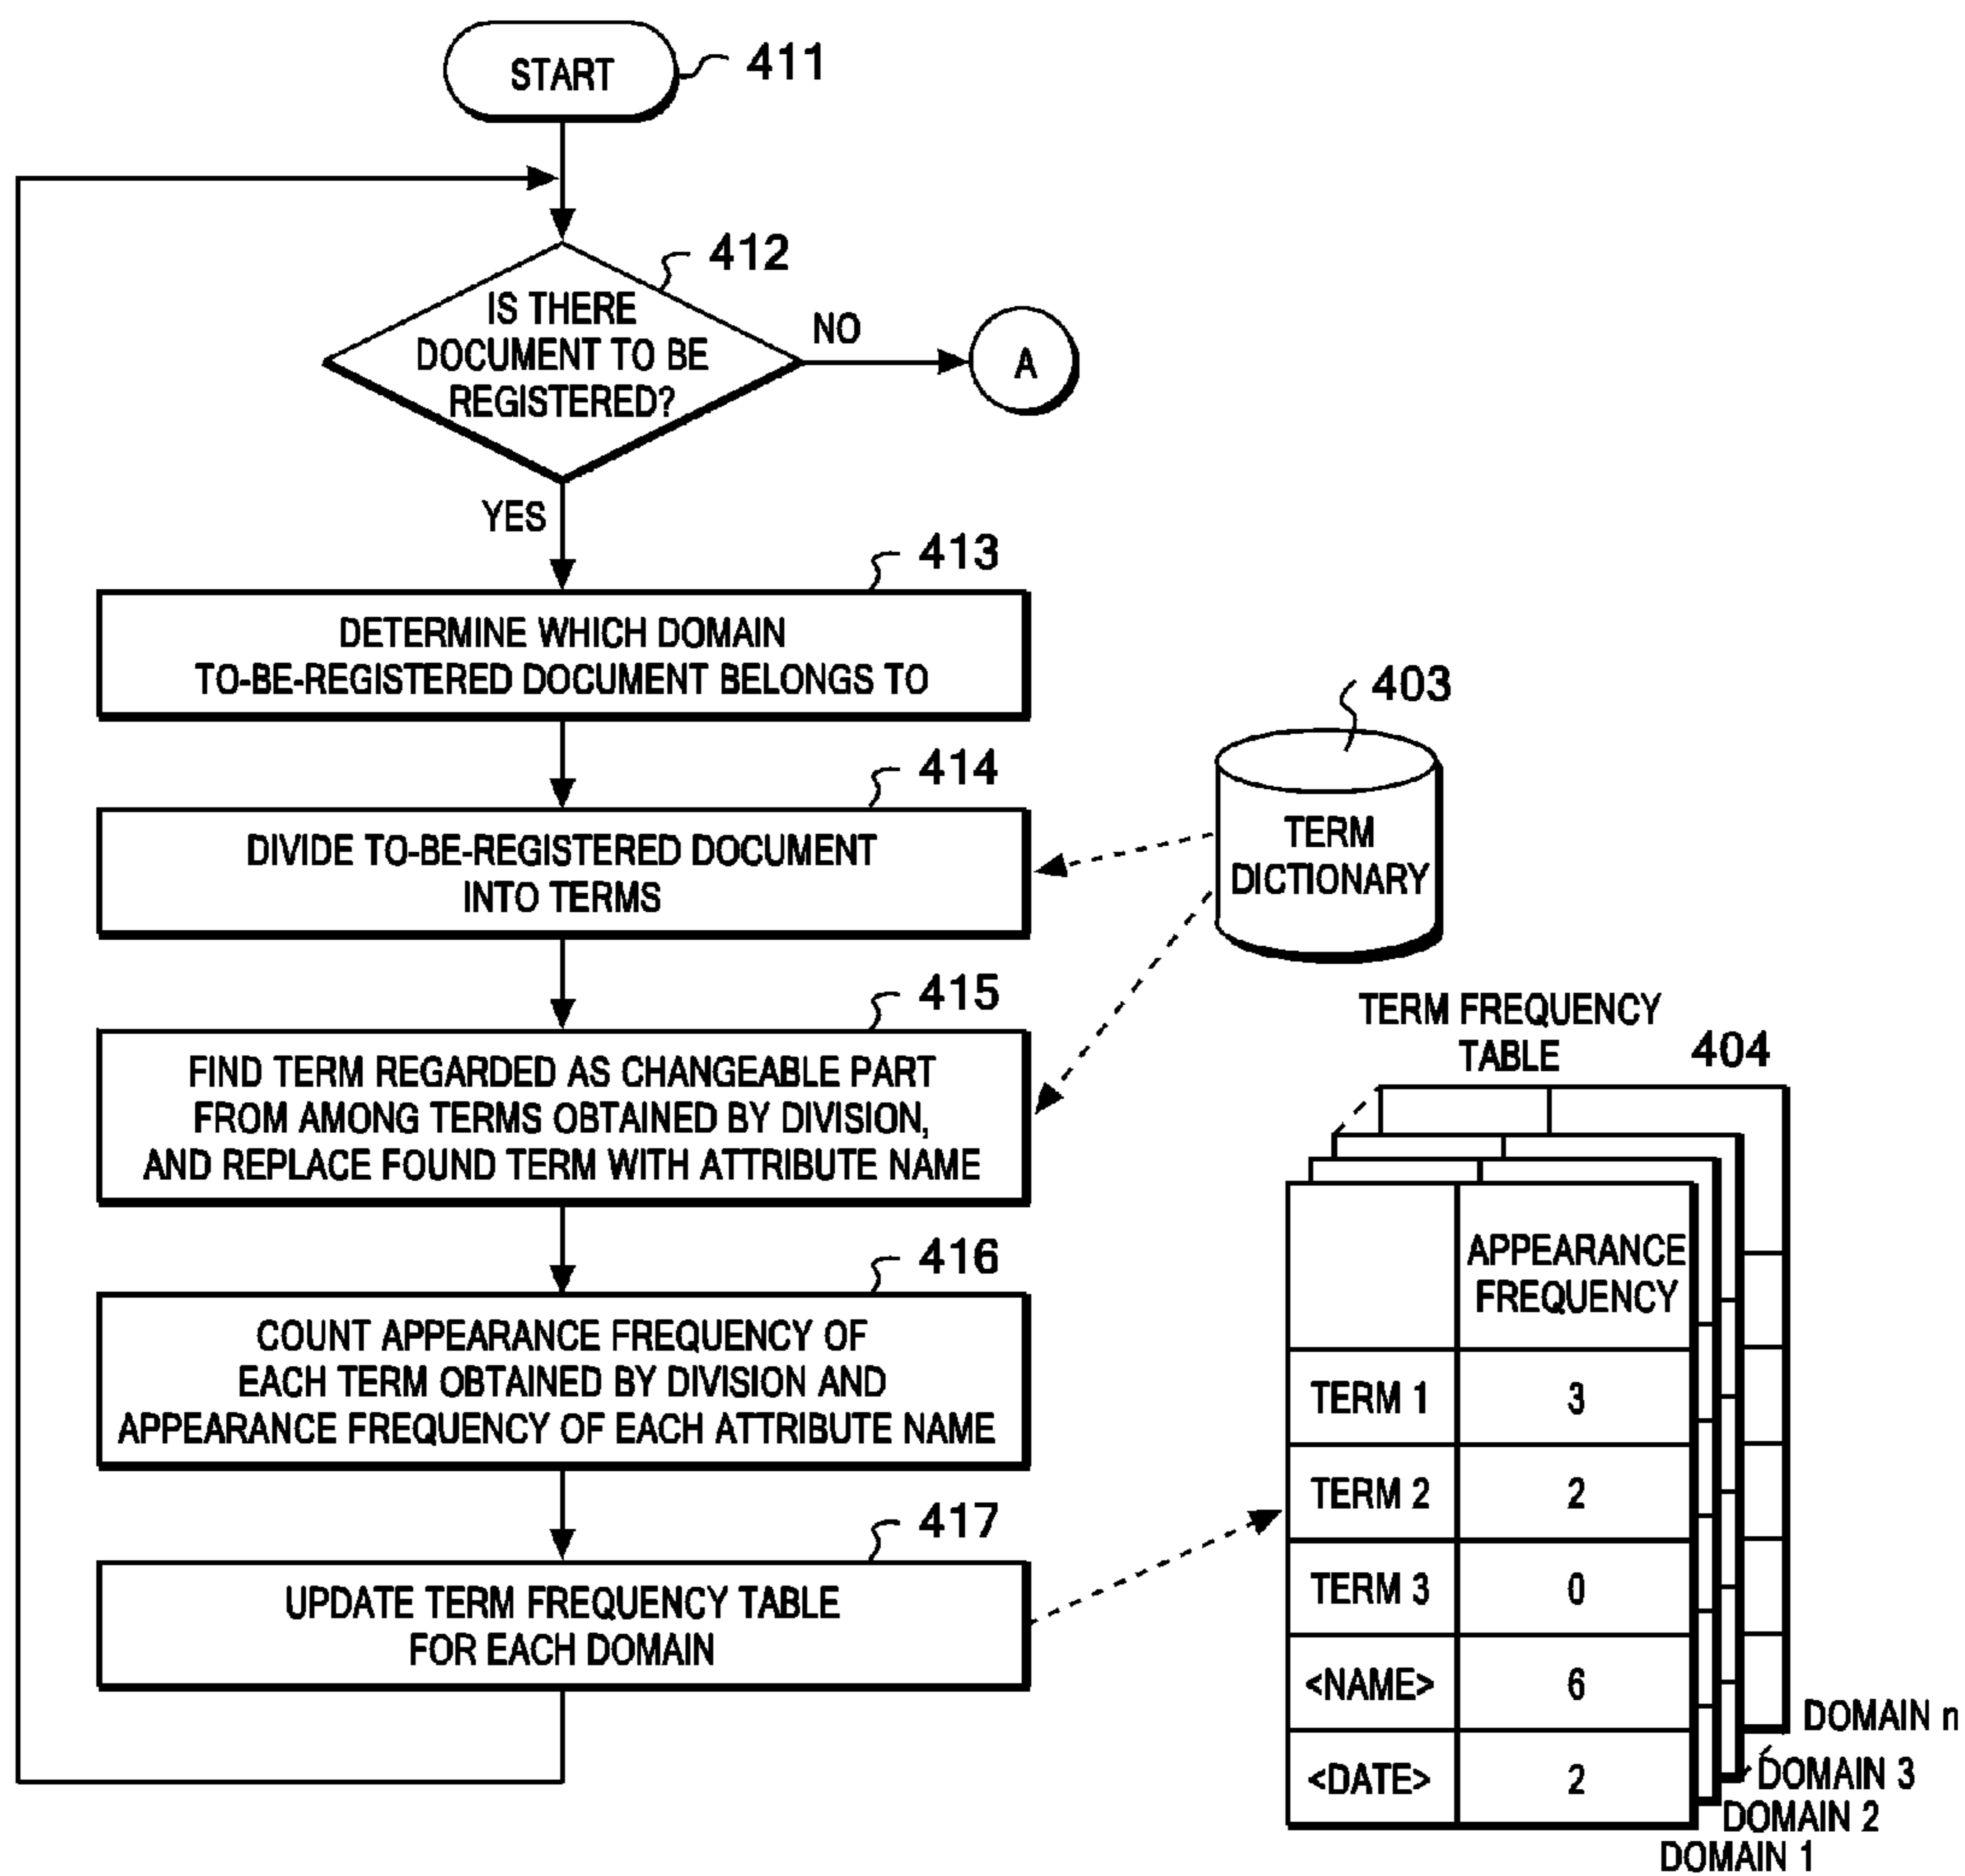 START
411
412
IS THERE
DOCUMENT TO BE
REGISTERED?
NO
A
YES
413
DETERMINE WHICH DOMAIN
TO-BE-REGISTERED DOCUMENT BELONGS TO
414
DIVIDE TO-BE-REGISTERED DOCUMENT
INTO TERMS
403
TERM
DICTIONARY
415
FIND TERM REGARDED AS CHANGEABLE PART
FROM AMONG TERMS OBTAINED BY DIVISION,
AND REPLACE FOUND TERM WITH ATTRIBUTE NAME
416
COUNT APPEARANCE FREQUENCY OF
EACH TERM OBTAINED BY DIVISION AND
APPEARANCE FREQUENCY OF EACH ATTRIBUTE NAME
417
UPDATE TERM FREQUENCY TABLE
FOR EACH DOMAIN
TERM FREQUENCY
TABLE
404
APPEARANCE
FREQUENCY
TERM 1 3
TERM 2 2
TERM 3 0
<NAME> 6
<DATE> 2
DOMAIN n
DOMAIN 3
DOMAIN 2
DOMAIN 1